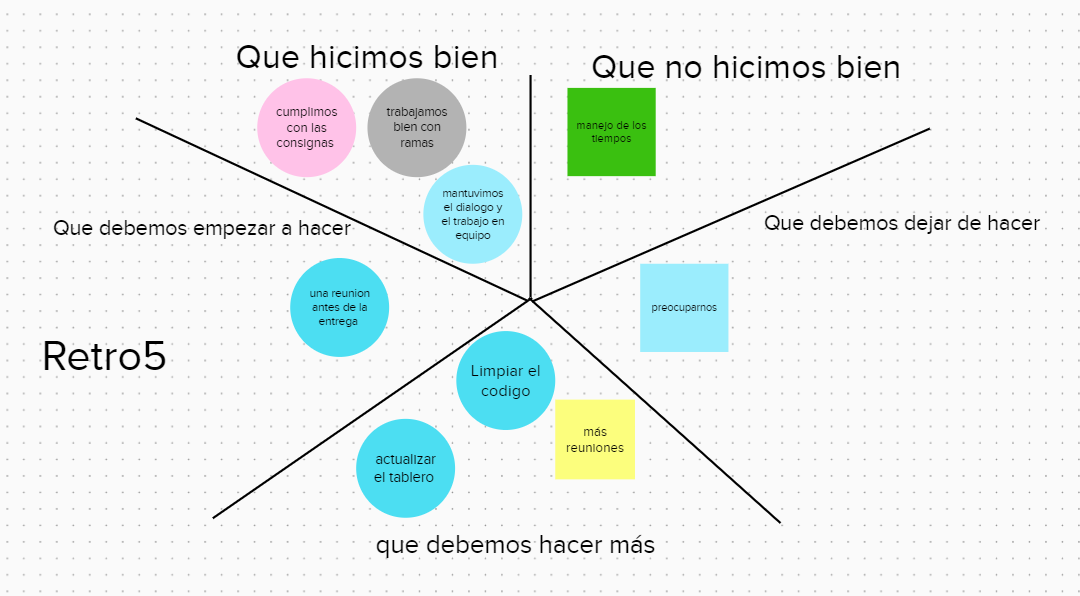 Que hicimos bien
Que no hicimos bien
cumplimos
con las
consignas
trabajamos
bien con
ramas
manejo de los
tiempos
mantuvimos
el dialogo y
el trabajo en
equipo
Que debemos empezar a hacer
Que debemos dejar de hacer
una reunion
antes de la
entrega
preocuparnos
Retro5
Limpiar el
codigo
más
reuniones
actualizar
el tablero
que debemos hacer más